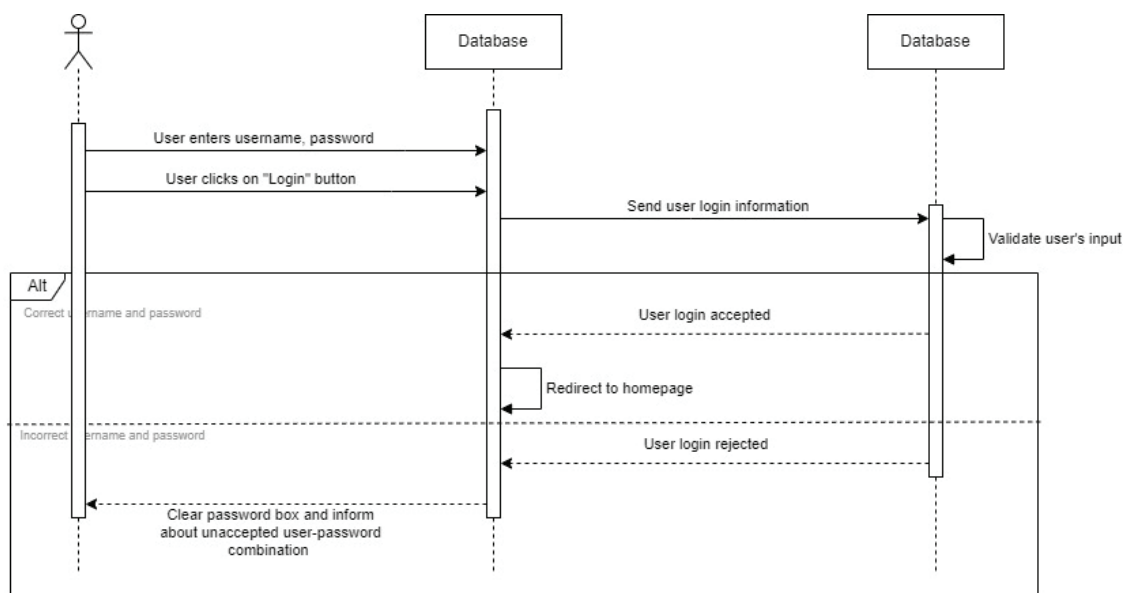 Database
Database
User enters username, password
User clicks on "Login" button
Send user login information
Validate user's input
Alt
Correct username and password
User login accepted
Redirect to homepage
Incorrect username and password
User login rejected
Clear password box and inform
about unaccepted user-password
combination